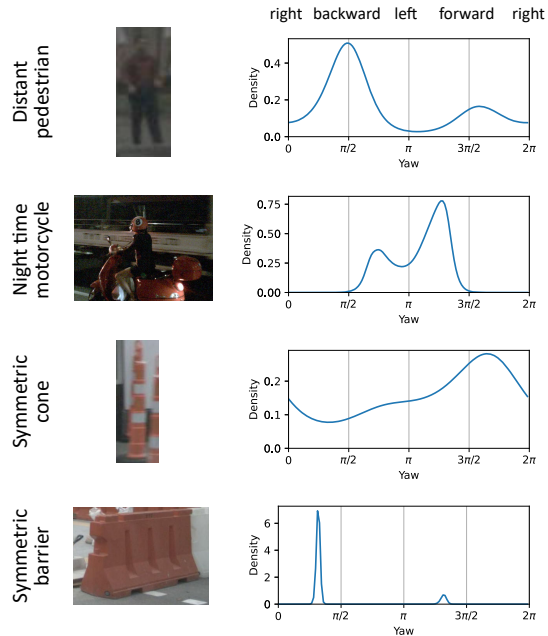 right backward left forward right
Distant
pedestrian
Density
0.4
0.2
0.0
0 π/2 π 3π/2 2π
Yaw
Night time
motorcycle
Density
0.75
0.50
0.25
0.00
0 π/2 π 3π/2 2π
Yaw
Symmetric
cone
Density
0.2
0.1
0.0
0 π/2 π 3π/2 2π
Yaw
Symmetric
barrier
Density
6
4
2
0
0 π/2 π 3π/2 2π
Yaw